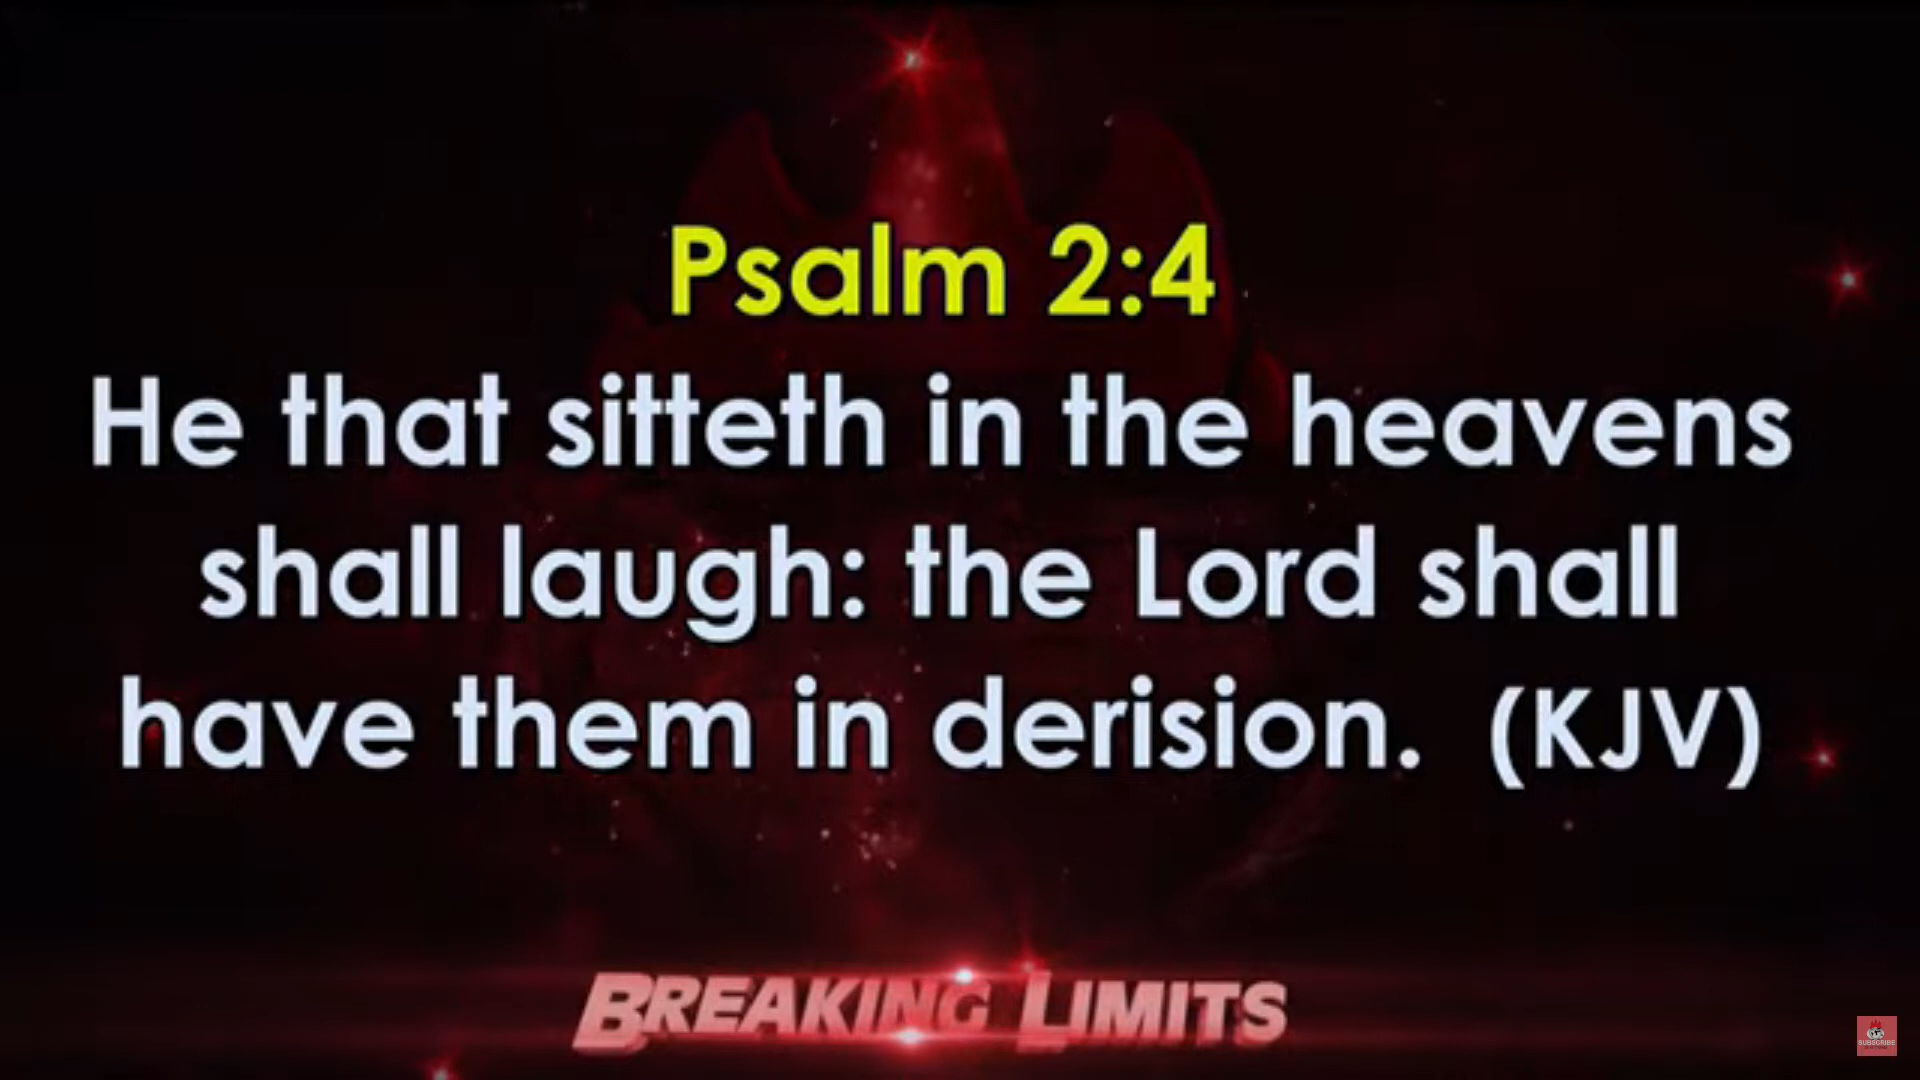 Psalm 2:4
He that sitteth in the heavens
shall laugh: the Lord shall
have them in derision.  (KJV)
BREAKING LIMITS
SUBSCRIBE